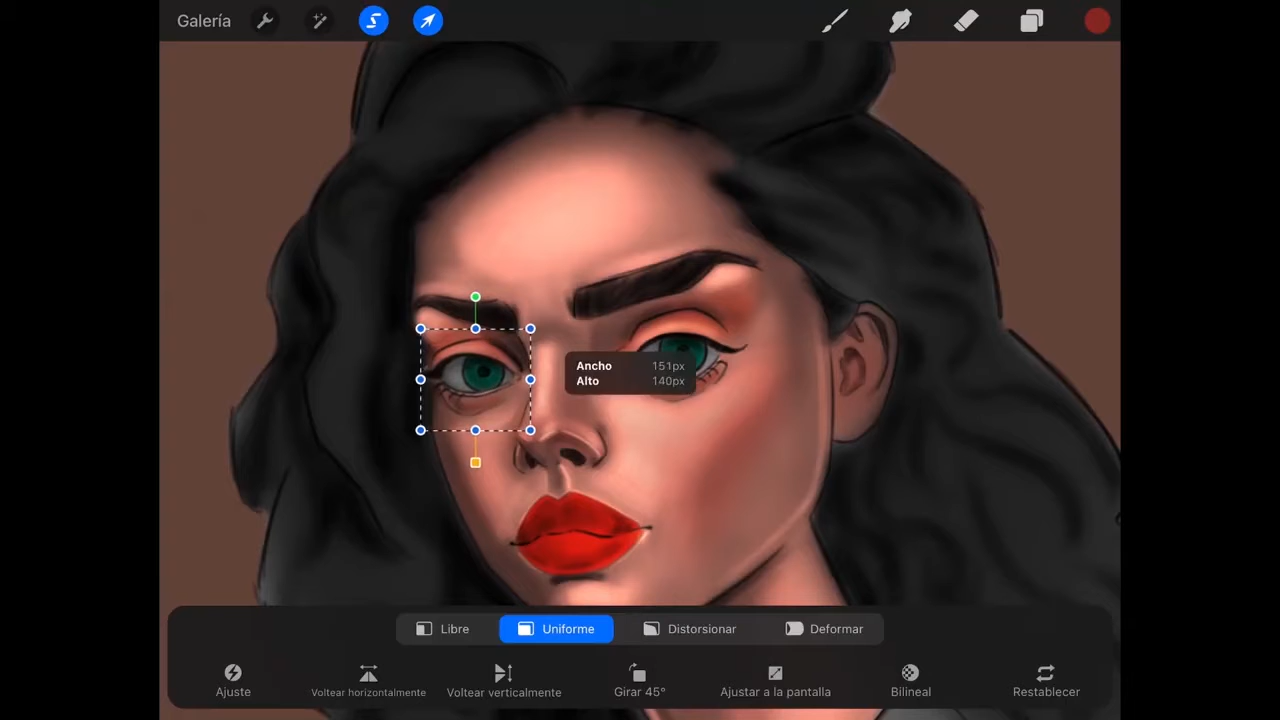 Galería
Ancho 151px
Alto 140px
Libre Uniforme Distorsionar Deformar
Ajuste Voltear horizontalmente Voltear verticalmente Girar 45° Ajustar a la pantalla Bilineal Restablecer